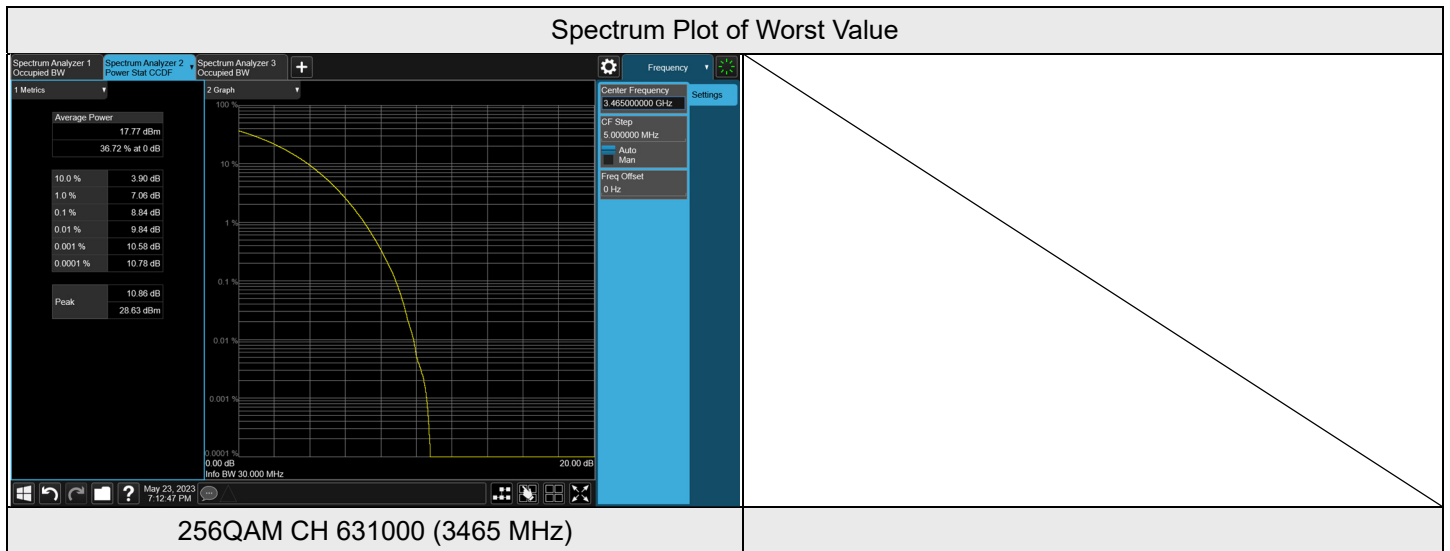 Spectrum Plot of Worst Value
Spectrum Analyzer 1
Occupied BW
Spectrum Analyzer 2
Power Stat CCDF
Spectrum Analyzer 3
Occupied BW
+
Frequency
1 Metrics
Average Power
17.77 dBm
36.72 % at 0 dB
10.0 % 3.90 dB
1.0 % 7.06 dB
0.1 % 8.84 dB
0.01 % 9.84 dB
0.001 % 10.58 dB
0.0001 % 10.78 dB
Peak
10.86 dB
28.63 dBm
2 Graph
100 %
10 %
1 %
0.1 %
0.01 %
0.001 %
0.0001 %
0.00 dB 20.00 dB
Info BW 30.000 MHz
Center Frequency
3.465000000 GHz
CF Step
5.000000 MHz
Auto
Man
Freq Offset
0 Hz
Settings
?
May 23, 2023
7:12:47 PM
256QAM CH 631000 (3465 MHz)